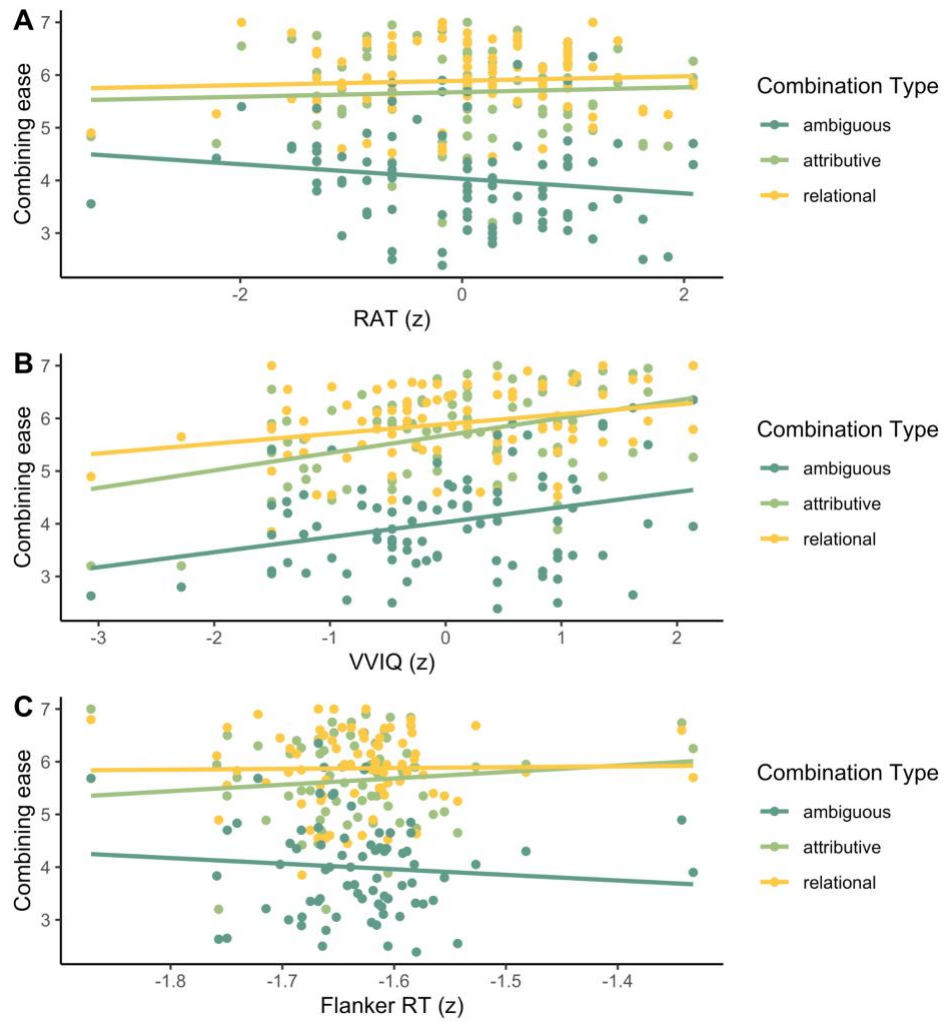 A
Combining ease
7
6
5
4
3
-2
0
2
RAT (z)
Combination Type
ambiguous
attributive
relational
B
Combining ease
7
6
5
4
3
-3
-2
-1
0
1
2
VVIQ (z)
Combination Type
ambiguous
attributive
relational
C
Combining ease
7
6
5
4
3
-1.8
-1.7
-1.6
-1.5
-1.4
Flanker RT (z)
Combination Type
ambiguous
attributive
relational